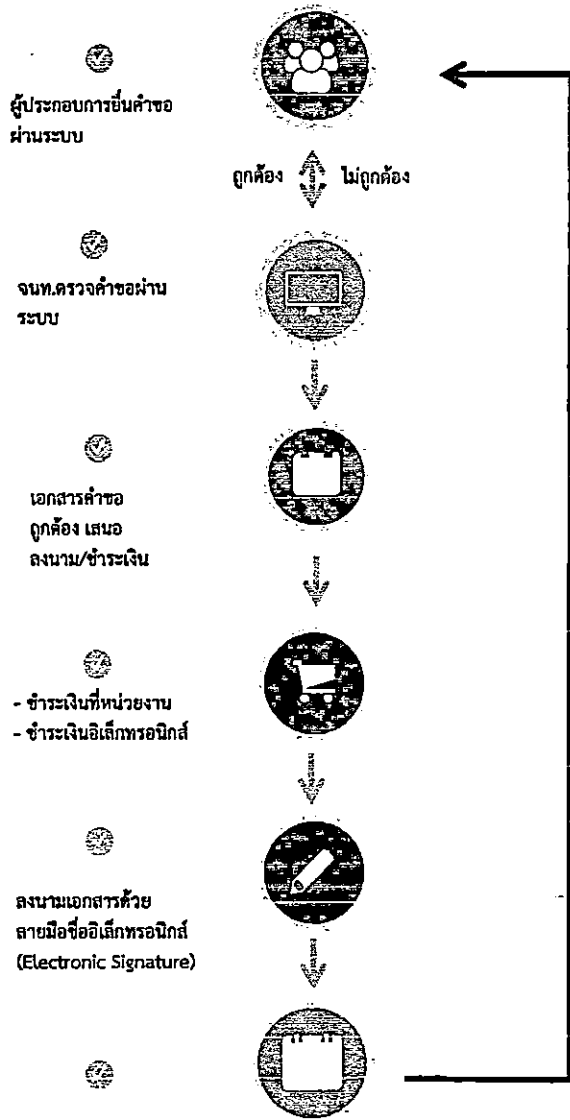 ผู้ประกอบการยื่นคำขอ
ผ่านระบบ
ถูกต้อง ไม่ถูกต้อง
จนท.ตรวจคำขอผ่าน
ระบบ
เอกสารคำขอ
ถูกต้อง เสนอ
ลงนาม/ชำระเงิน
- ชำระเงินที่หน่วยงาน
- ชำระเงินอิเล็กทรอนิกส์
ลงนามเอกสารด้วย
ลายมือชื่ออิเล็กทรอนิกส์
(Electronic Signature)